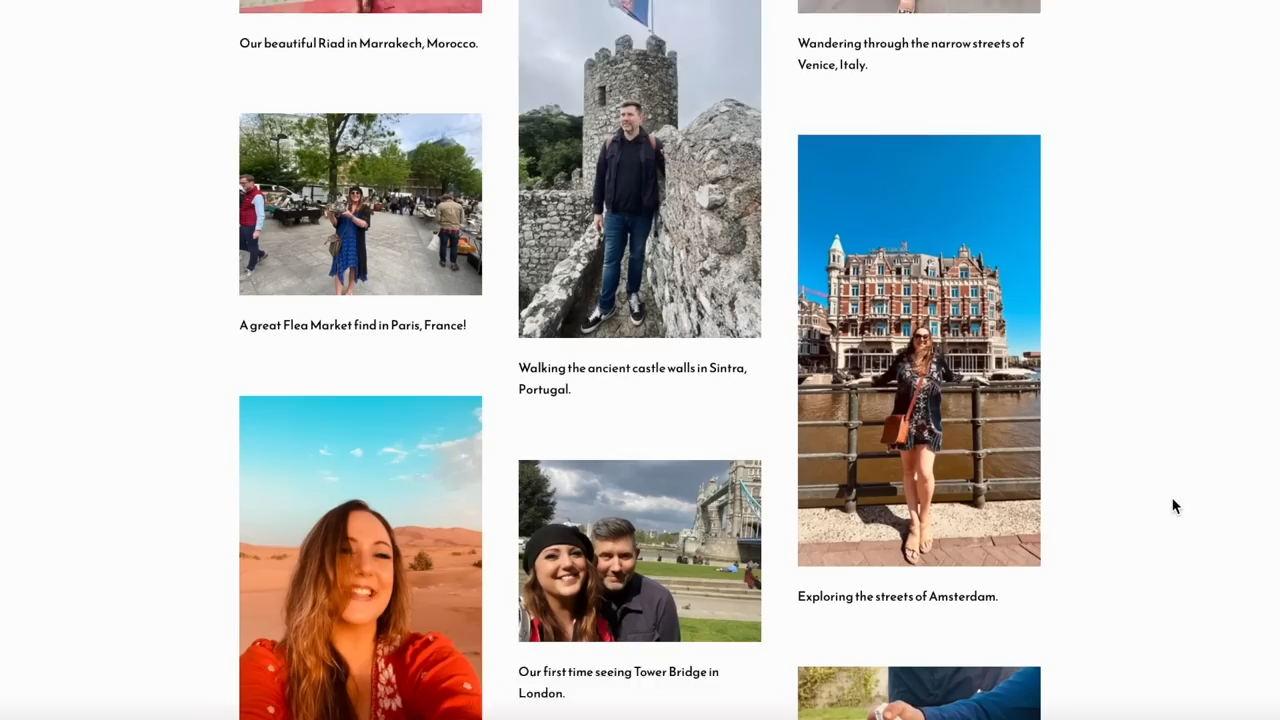 Our beautiful Riad in Marrakech, Morocco.
A great Flea Market find in Paris, France!
Walking the ancient castle walls in Sintra,
Portugal.
Our first time seeing Tower Bridge in
London.
Wandering through the narrow streets of
Venice, Italy.
Exploring the streets of Amsterdam.